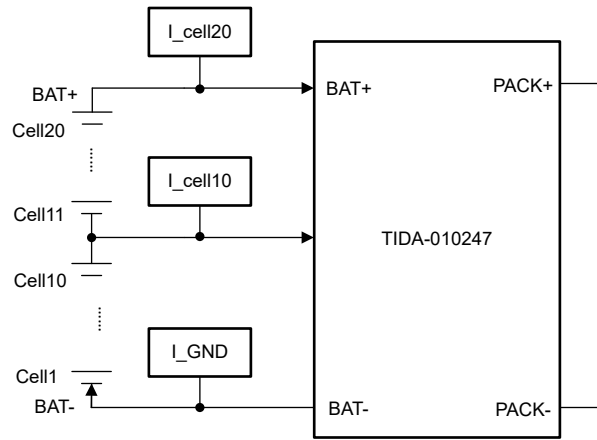 I_cell20
BAT+
BAT+
PACK+
Cell20
I_cell10
Cell11
TIDA-010247
Cell10
I_GND
Cell1
BAT-
BAT-
PACK-